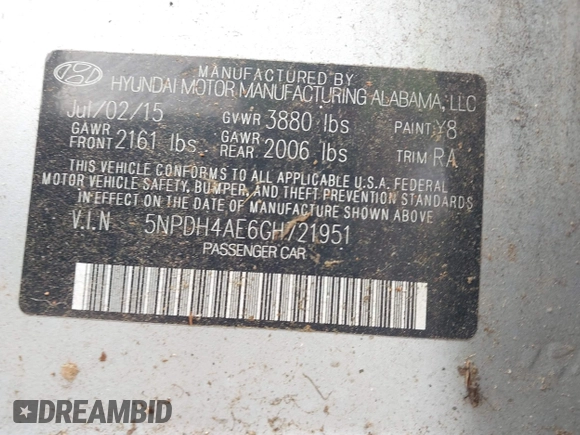 MANUFACTURED BY
HYUNDAI MOTOR MANUFACTURING ALABAMA, LLC
Jul/02/15 GVWR 3880 lbs PAINT Y8
GAWR FRONT 2161 lbs. GAWR REAR 2006 lbs TRIM RA
THIS VEHICLE CONFORMS TO ALL APPLICABLE U.S.A. FEDERAL
MOTOR VEHICLE SAFETY, BUMPER, AND THEFT PREVENTION STANDARDS
IN EFFECT ON THE DATE OF MANUFACTURE SHOWN ABOVE
V.I.N 5NPDH4AE6GH721951
PASSENGER CAR
DREAMBID